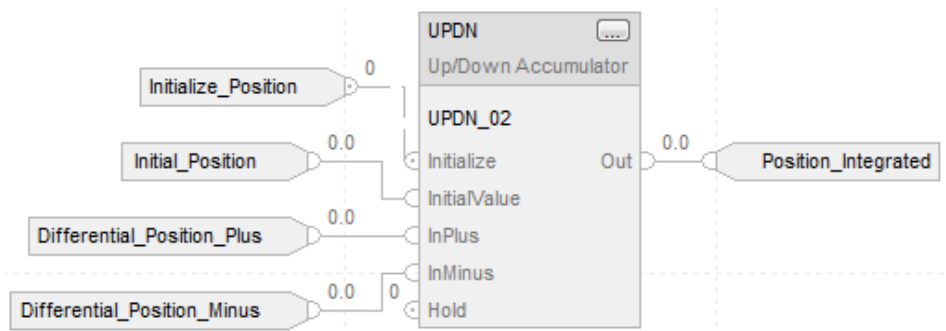 UPDN ...
Up/Down Accumulator
Initialize_Position 0
UPDN_02
Initial_Position 0.0 Initialize Out 0.0 Position_Integrated
InitialValue
Differential_Position_Plus 0.0 InPlus
InMinus
Differential_Position_Minus 0.0 0 Hold